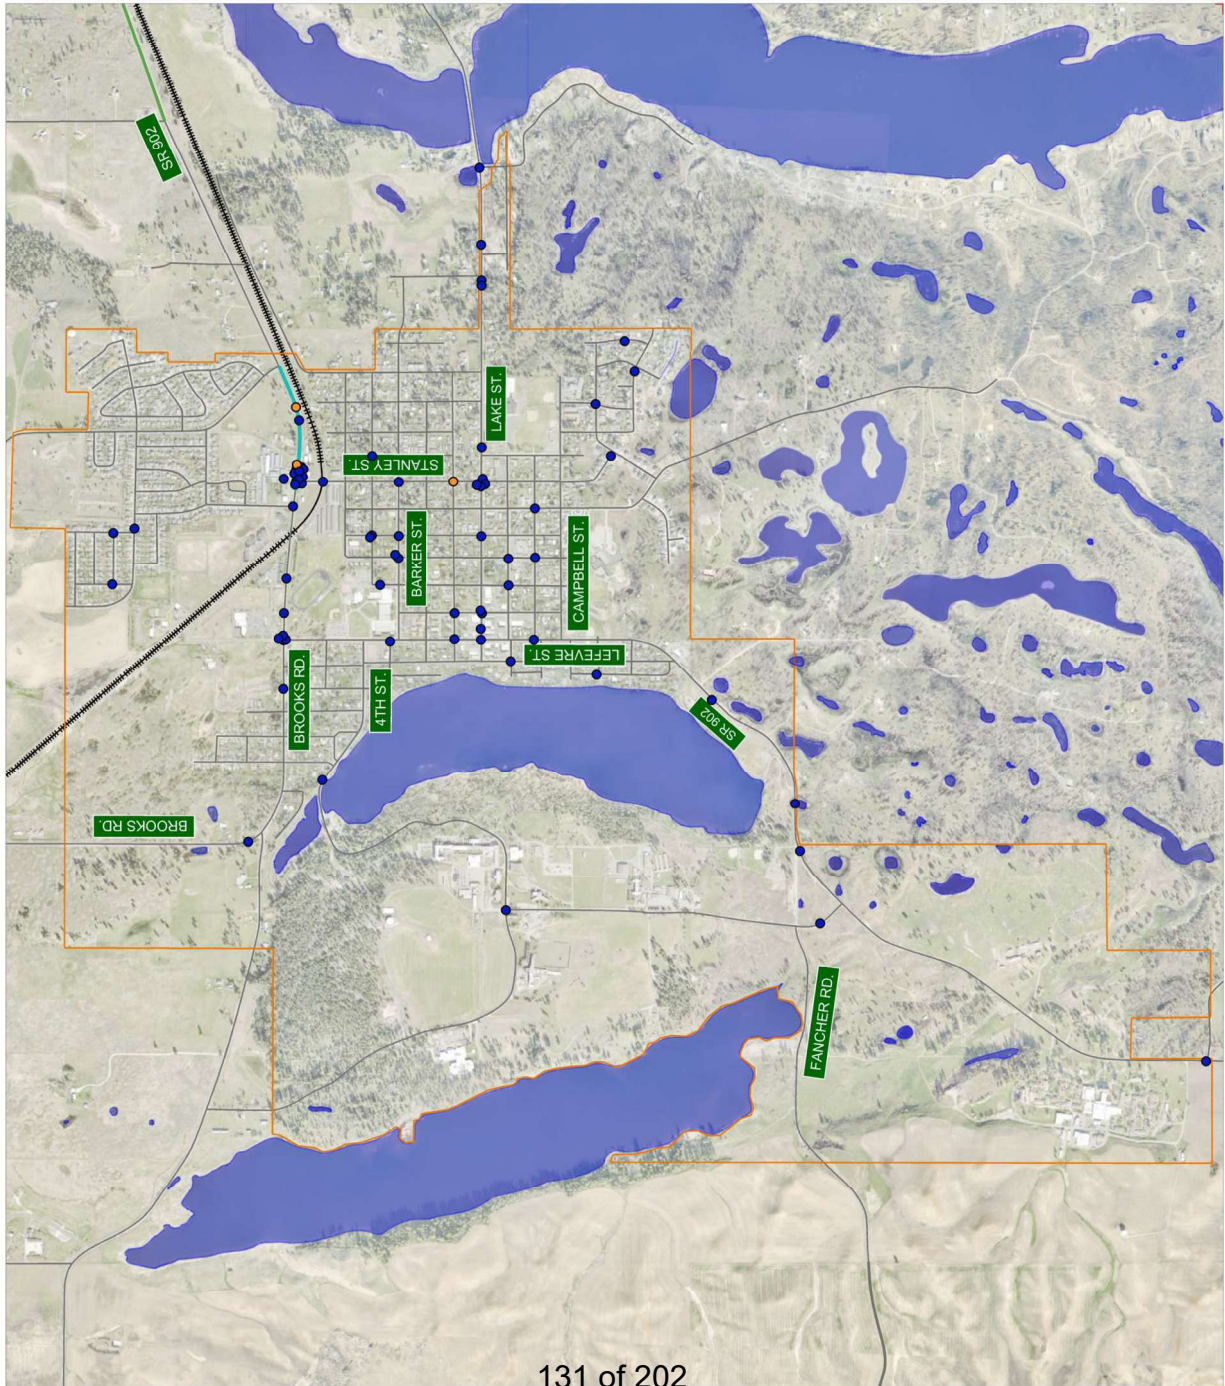 SR 902
LAKE ST.
STANLEY ST.
BARKER ST.
CAMPBELL ST.
LEFEVRE ST.
BROOKS RD.
4TH ST.
SR 902
BROOKS RD.
FANCHER RD.
131 of 202